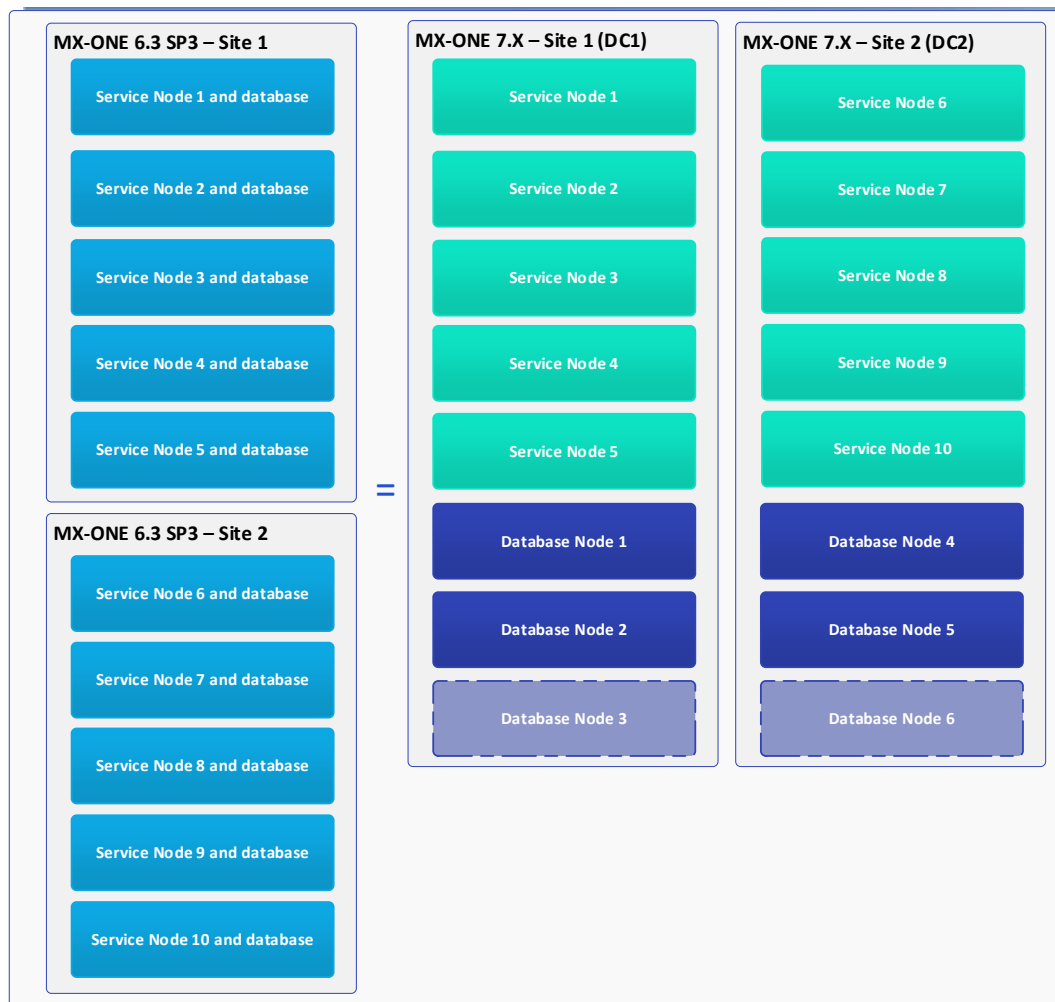 MX-ONE 6.3 SP3 – Site 1
Service Node 1 and database
Service Node 2 and database
Service Node 3 and database
Service Node 4 and database
Service Node 5 and database
MX-ONE 6.3 SP3 – Site 2
Service Node 6 and database
Service Node 7 and database
Service Node 8 and database
Service Node 9 and database
Service Node 10 and database
=
MX-ONE 7.X – Site 1 (DC1)
Service Node 1
Service Node 2
Service Node 3
Service Node 4
Service Node 5
Database Node 1
Database Node 2
Database Node 3
MX-ONE 7.X – Site 2 (DC2)
Service Node 6
Service Node 7
Service Node 8
Service Node 9
Service Node 10
Database Node 4
Database Node 5
Database Node 6